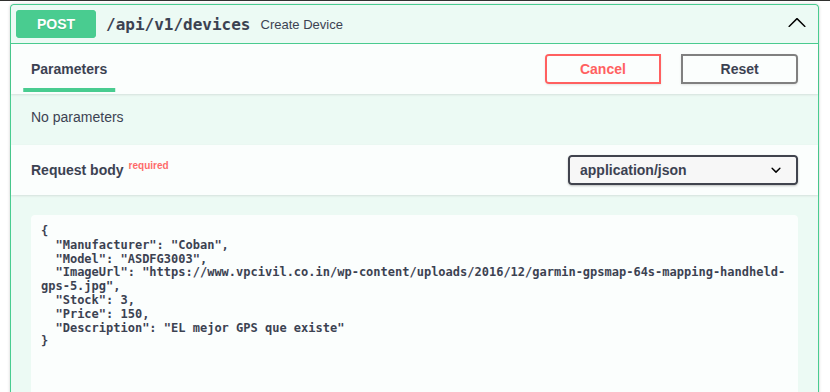 POST /api/v1/devices Create Device
Parameters Cancel Reset
No parameters
Request body required application/json
{
  "Manufacturer": "Coban",
  "Model": "ASDFG3003",
  "ImageUrl": "https://www.vpcivil.co.in/wp-content/uploads/2016/12/garmin-gpsmap-64s-mapping-handheld-
gps-5.jpg",
  "Stock": 3,
  "Price": 150,
  "Description": "EL mejor GPS que existe"
}